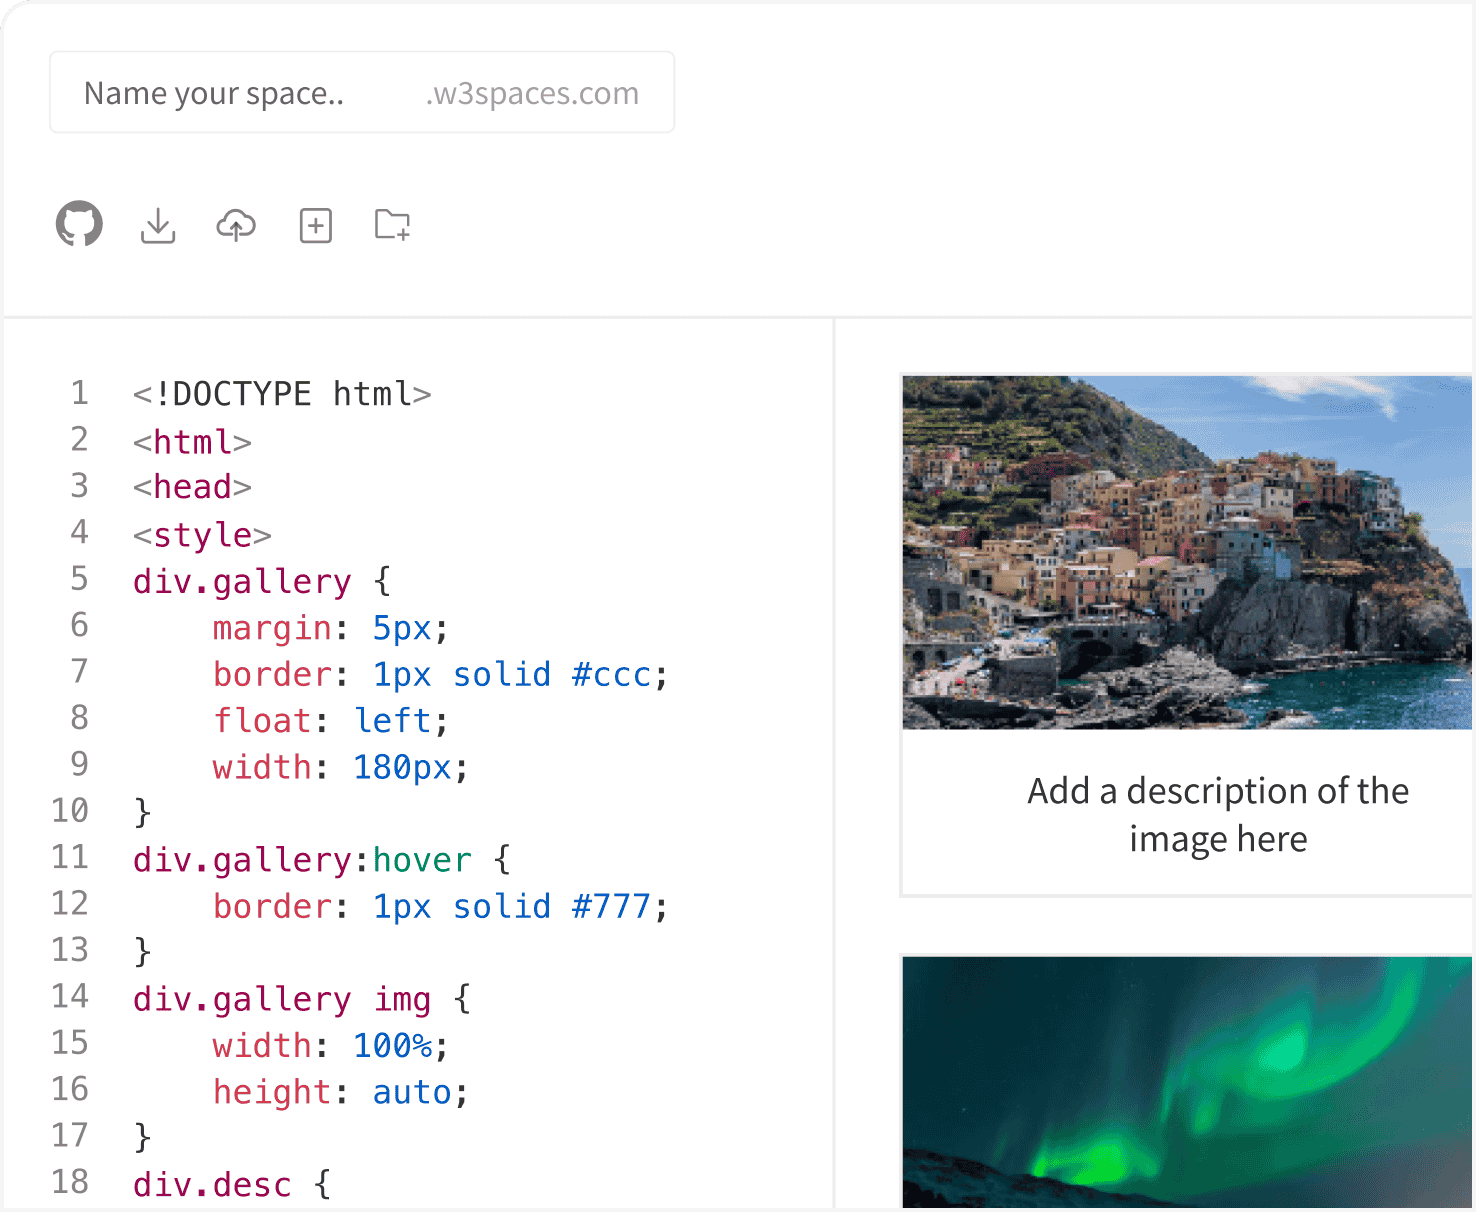 Name your space.. .w3spaces.com
1 <!DOCTYPE html>
2 <html>
3 <head>
4 <style>
5 div.gallery {
6     margin: 5px;
7     border: 1px solid #ccc;
8     float: left;
9     width: 180px;
10 }
11 div.gallery:hover {
12     border: 1px solid #777;
13 }
14 div.gallery img {
15     width: 100%;
16     height: auto;
17 }
18 div.desc {
Add a description of the
image here